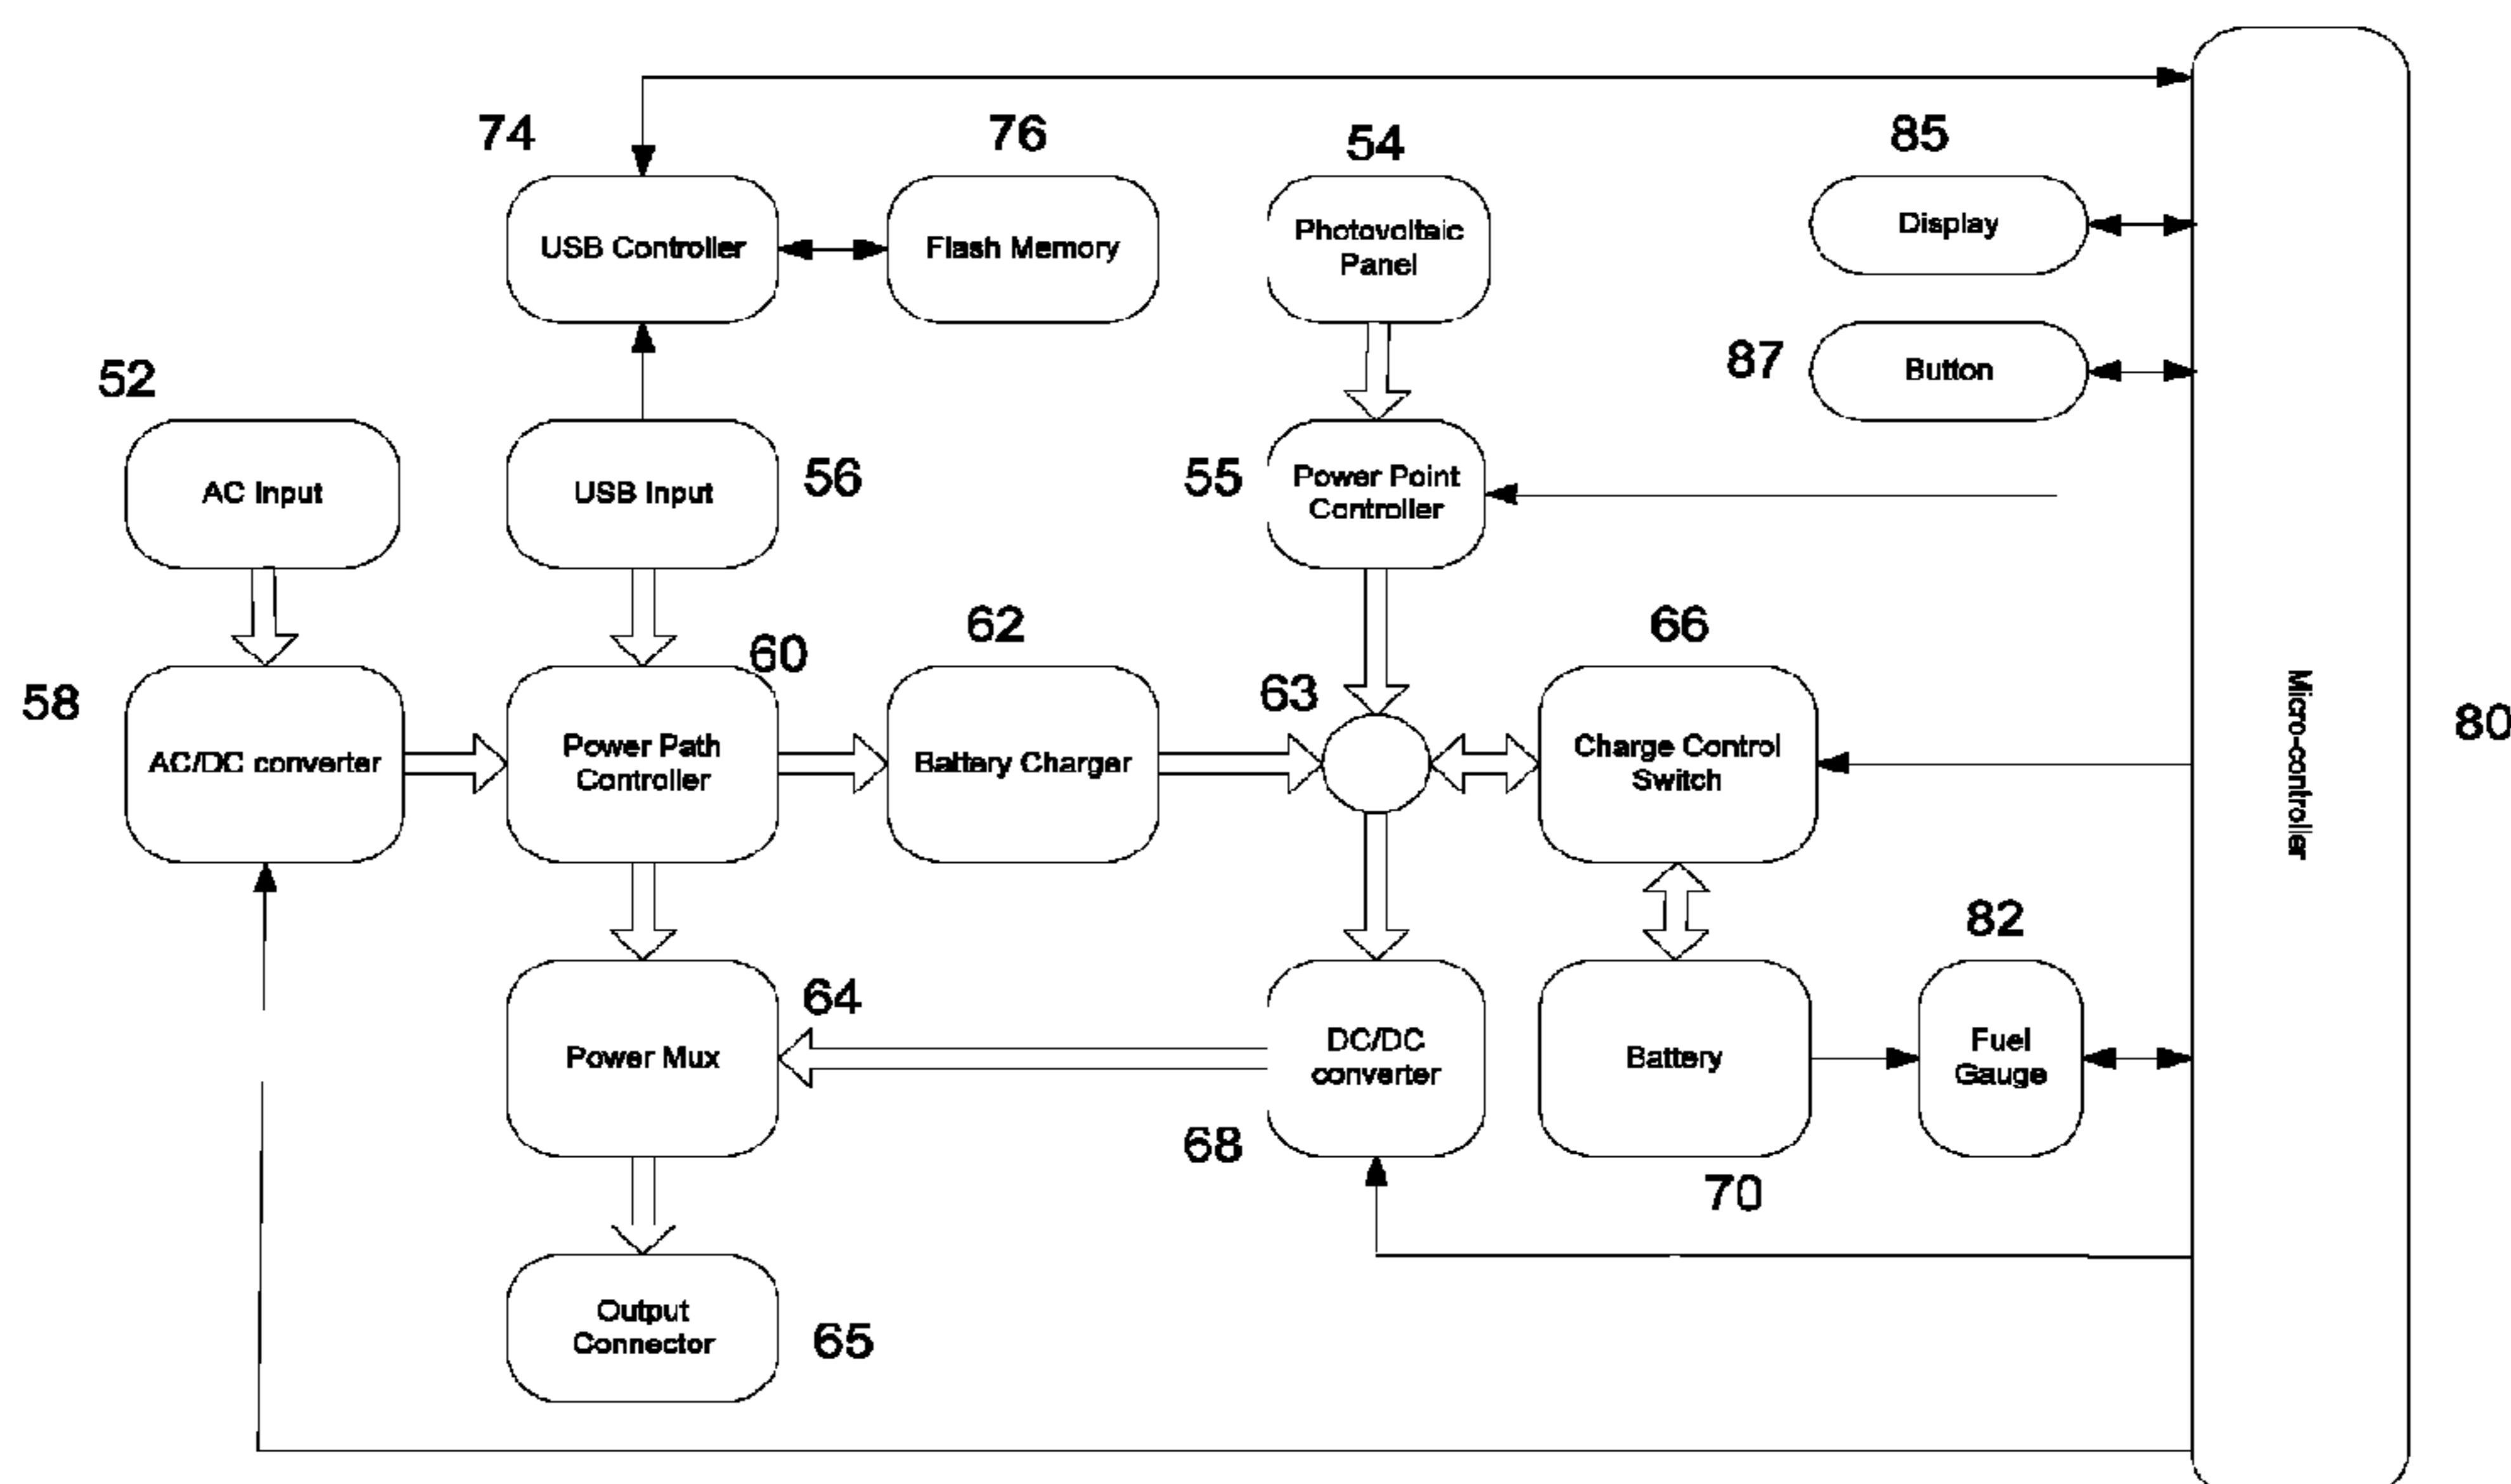 74
76
54
85
USB Controller
Flash Memory
Photovoltaic
Panel
Display
52
87
Button
AC Input
USB Input
56
55
Power Point
Controller
58
60
62
63
66
AC/DC converter
Power Path
Controller
Battery Charger
Charge Control
Switch
Micro-controller
80
82
64
Power Mux
DC/DC
converter
Battery
Fuel
Gauge
68
70
Output
Connector
65